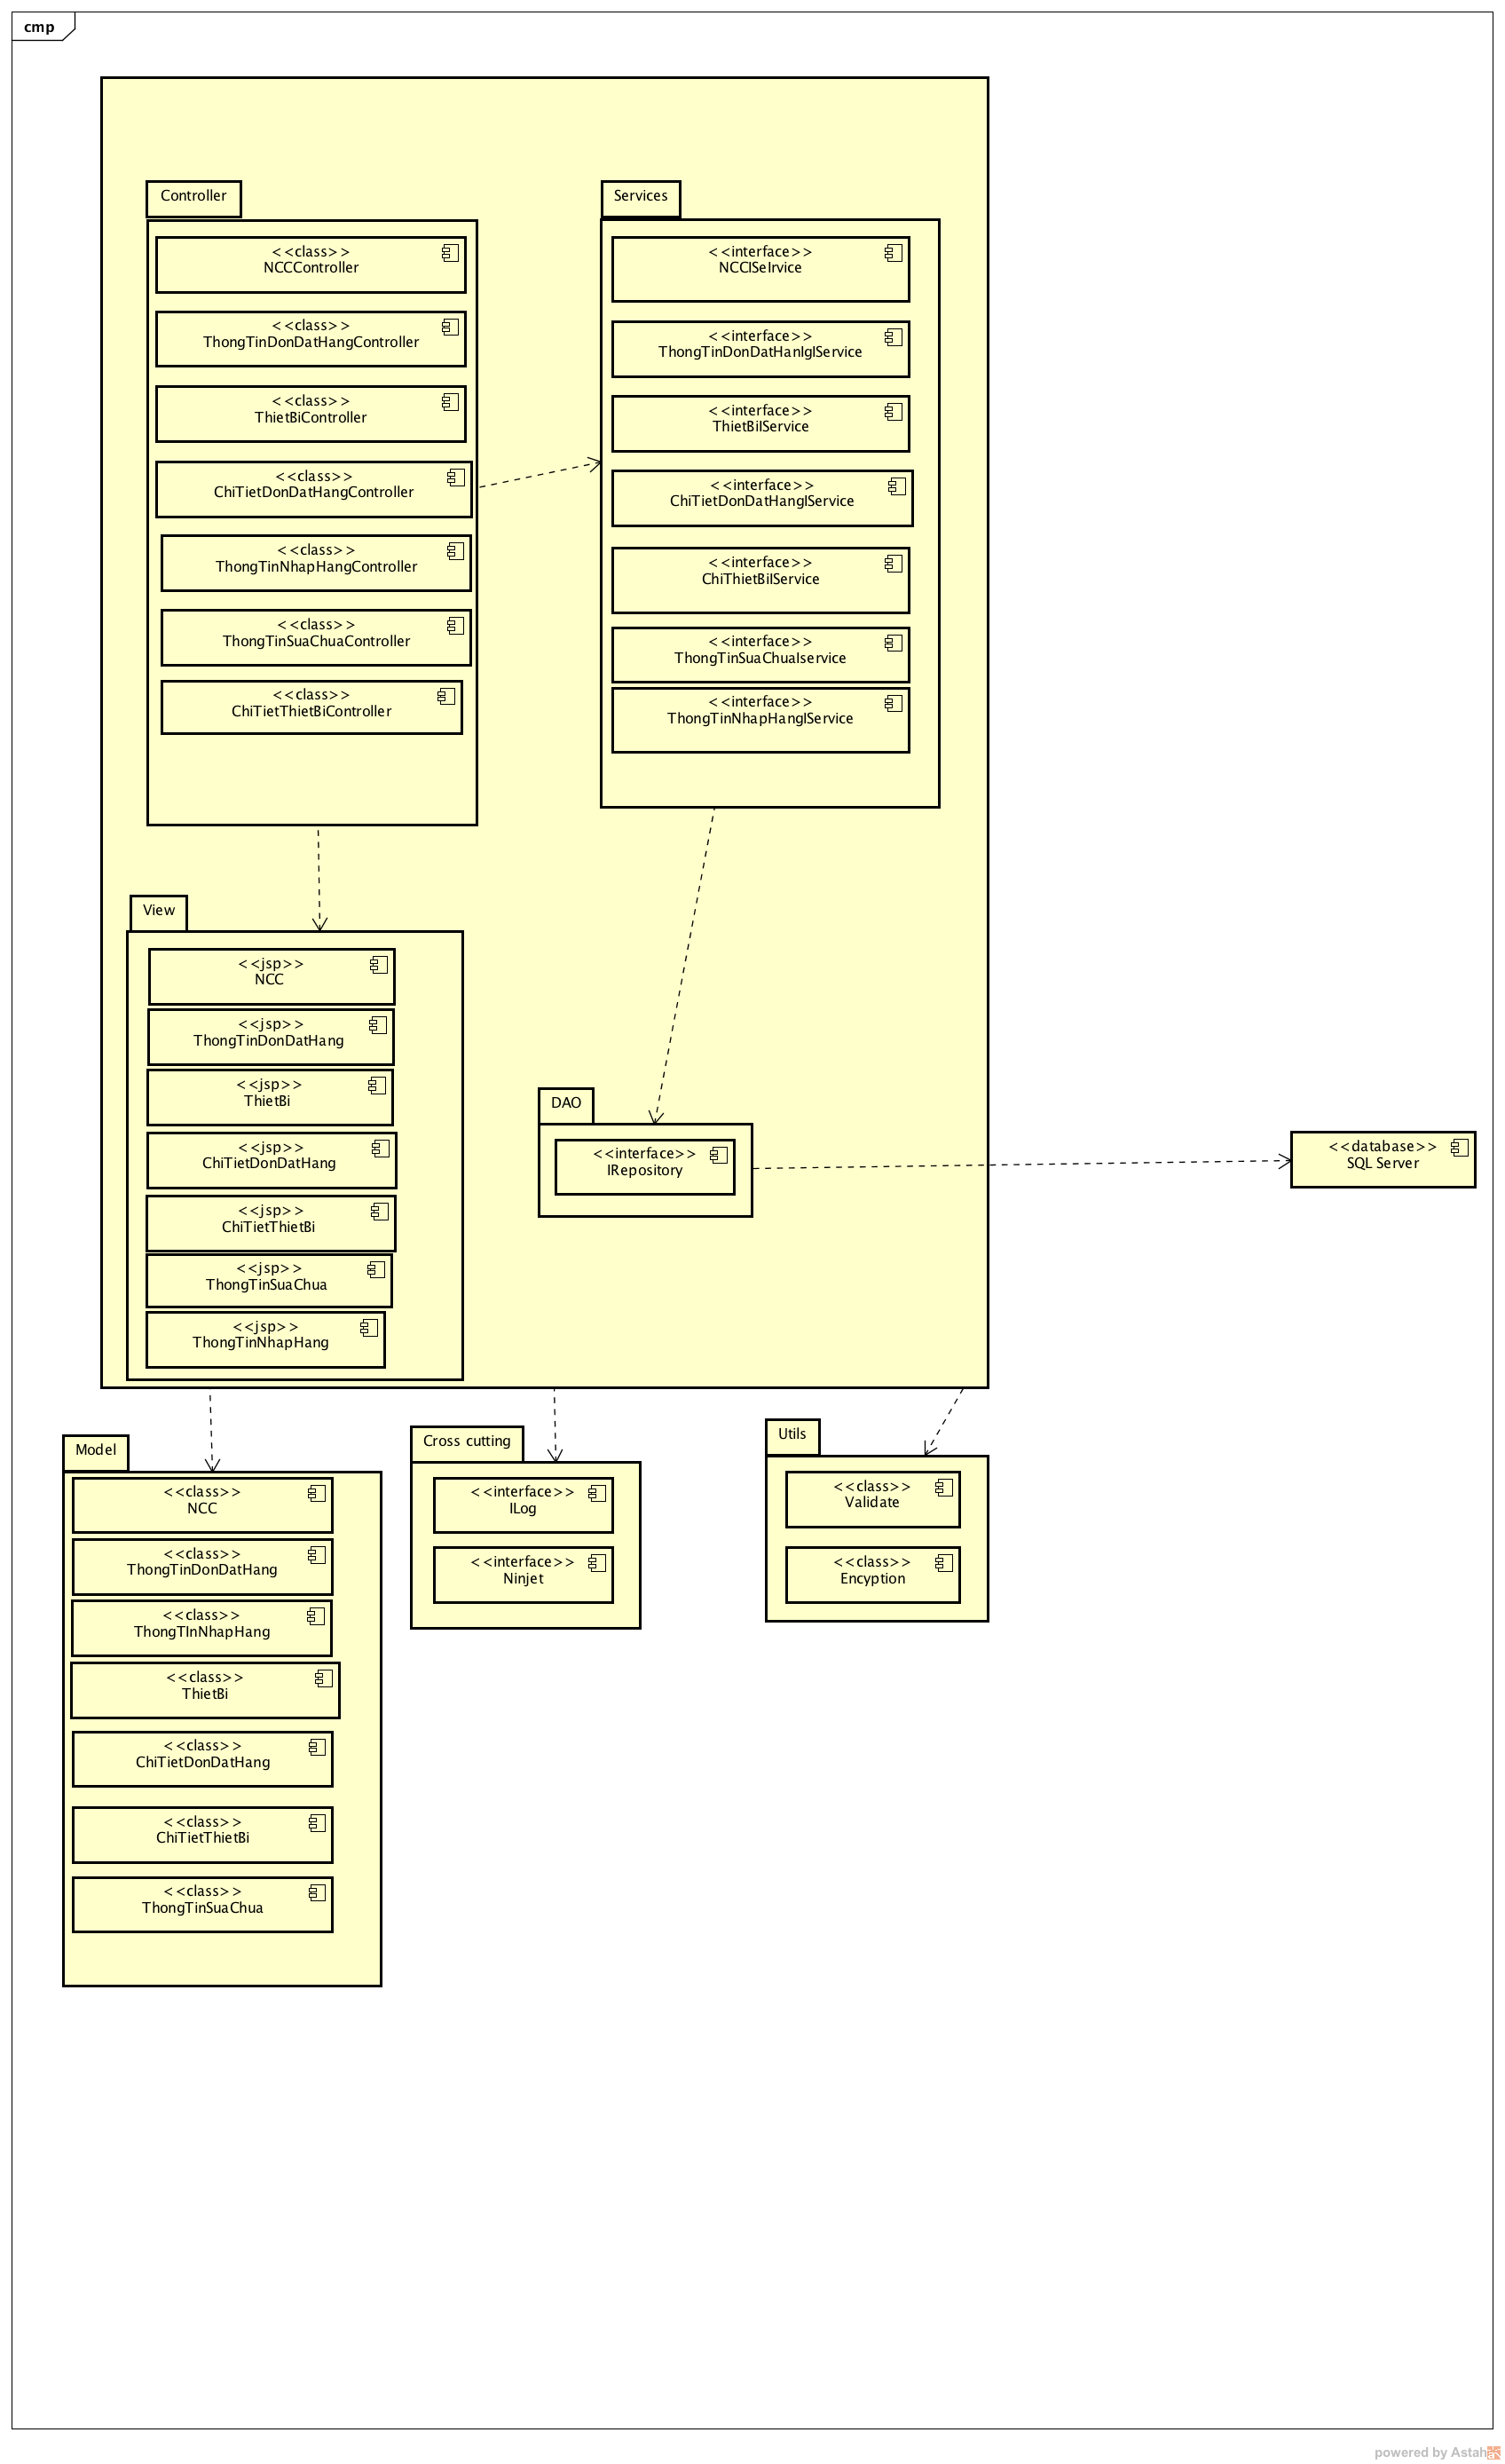 cmp
Controller
<<class>>
NCCController
<<class>>
ThongTinDonDatHangController
<<class>>
ThietBiController
<<class>>
ChiTietDonDatHangController
<<class>>
ThongTinNhapHangController
<<class>>
ThongTinSuaChuaController
<<class>>
ChiTietThietBiController
Services
<<interface>>
NCCISeIrvice
<<interface>>
ThongTinDonDatHanIgIService
<<interface>>
ThietBiIService
<<interface>>
ChiTietDonDatHangIService
<<interface>>
ChiThietBiIService
<<interface>>
ThongTinSuaChuaIservice
<<interface>>
ThongTinNhapHangIService
View
<<jsp>>
NCC
<<jsp>>
ThongTinDonDatHang
<<jsp>>
ThietBi
<<jsp>>
ChiTietDonDatHang
<<jsp>>
ChiTietThietBi
<<jsp>>
ThongTinSuaChua
<<jsp>>
ThongTinNhapHang
DAO
<<interface>>
IRepository
<<database>>
SQL Server
Model
<<class>>
NCC
<<class>>
ThongTinDonDatHang
<<class>>
ThongTInNhapHang
<<class>>
ThietBi
<<class>>
ChiTietDonDatHang
<<class>>
ChiTietThietBi
<<class>>
ThongTinSuaChua
Cross cutting
<<interface>>
ILog
<<interface>>
Ninjet
Utils
<<class>>
Validate
<<class>>
Encyption
powered by Astah